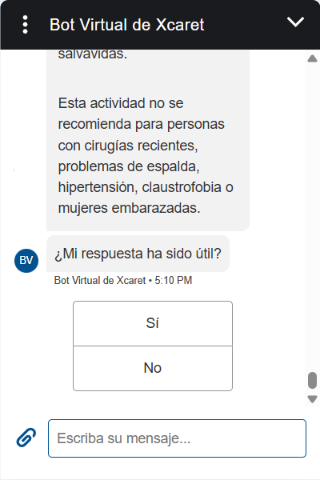 Bot Virtual de Xcaret
salvavidas.
Esta actividad no se
recomienda para personas
con cirugías recientes,
problemas de espalda,
hipertensión, claustrofobia o
mujeres embarazadas.
BV
¿Mi respuesta ha sido útil?
Bot Virtual de Xcaret • 5:10 PM
Sí
No
Escriba su mensaje...